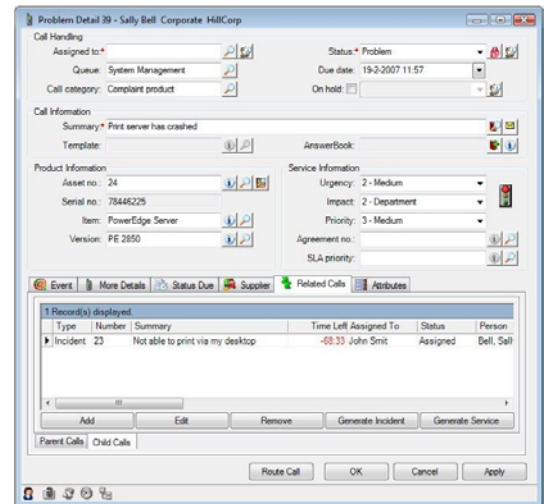 Problem Detail 39 - Sally Bell Corporate HillCorp
Call Handling
Assigned to:* Status:* Problem
Queue: System Management Due date: 19-2-2007 11:57
Call category: Complaint product On hold:
Call Information
Summary:* Print server has crashed
Template: AnswerBook:
Product Information Service Information
Asset no.: 24 Urgency: 2 - Medium
Serial no.: 78446225 Impact: 2 - Department
Item: PowerEdge Server Priority: 3 - Medium
Version: PE 2850 Agreement no.:
SLA priority:
Event More Details Status Due Supplier Related Calls Attributes
1 Record(s) displayed.
Type Number Summary Time Left Assigned To Status Person
Incident 23 Not able to print via my desktop -68:33 John Smit Assigned Bell, Sall
Add Edit Remove Generate Incident Generate Service
Parent Calls Child Calls
Route Call OK Cancel Apply